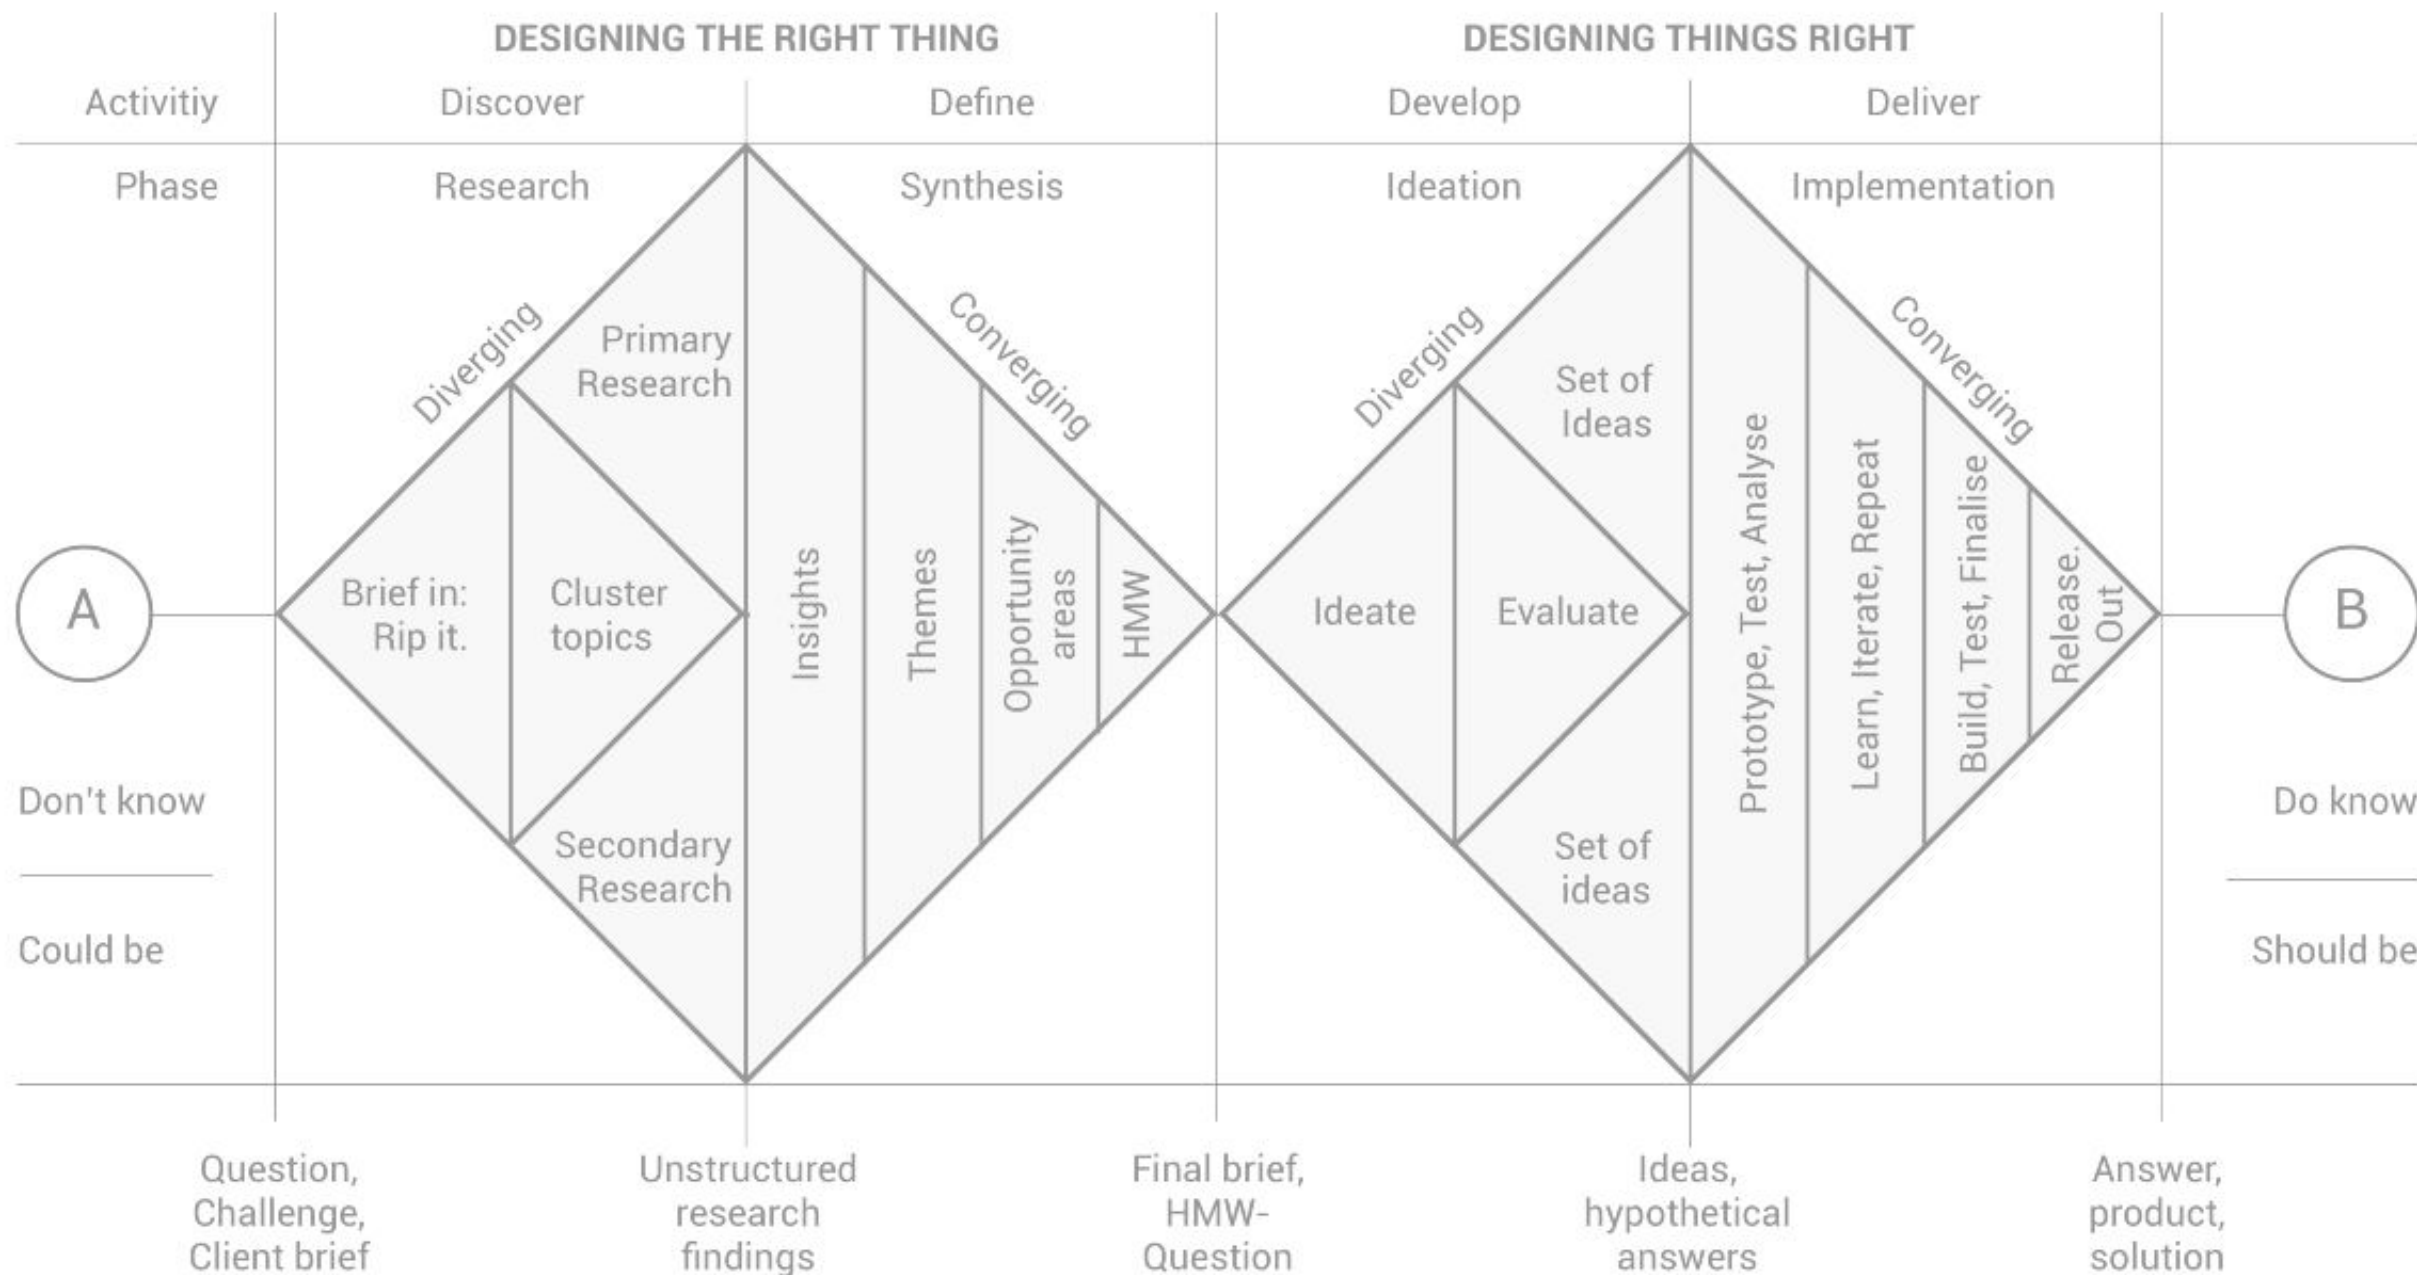 DESIGNING THE RIGHT THING
DESIGNING THINGS RIGHT
Activitiy
Discover
Define
Develop
Deliver
Phase
Research
Synthesis
Ideation
Implementation
Diverging
Converging
Diverging
Converging
Primary
Research
Set of
Ideas
A
Brief in:
Rip it.
Cluster
topics
Insights
Themes
Opportunity
areas
HMW
Ideate
Evaluate
Prototype, Test, Analyse
Learn, Iterate, Repeat
Build, Test, Finalise
Release.
Out
B
Don't know
Could be
Secondary
Research
Set of
ideas
Do know
Should be
Question,
Challenge,
Client brief
Unstructured
research
findings
Final brief,
HMW-
Question
Ideas,
hypothetical
answers
Answer,
product,
solution